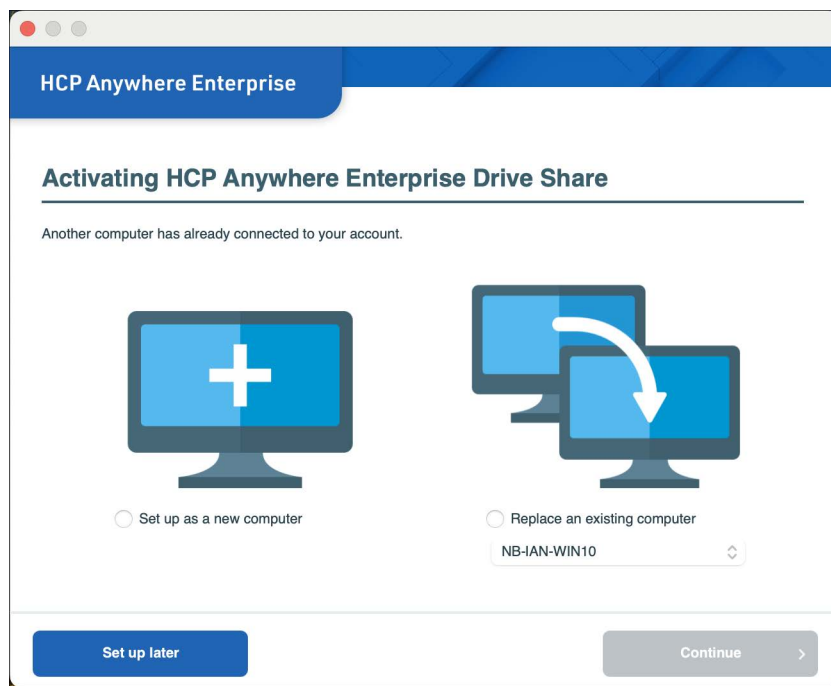 HCP Anywhere Enterprise
Activating HCP Anywhere Enterprise Drive Share
Another computer has already connected to your account.
Set up as a new computer
Replace an existing computer
NB-IAN-WIN10
Set up later
Continue